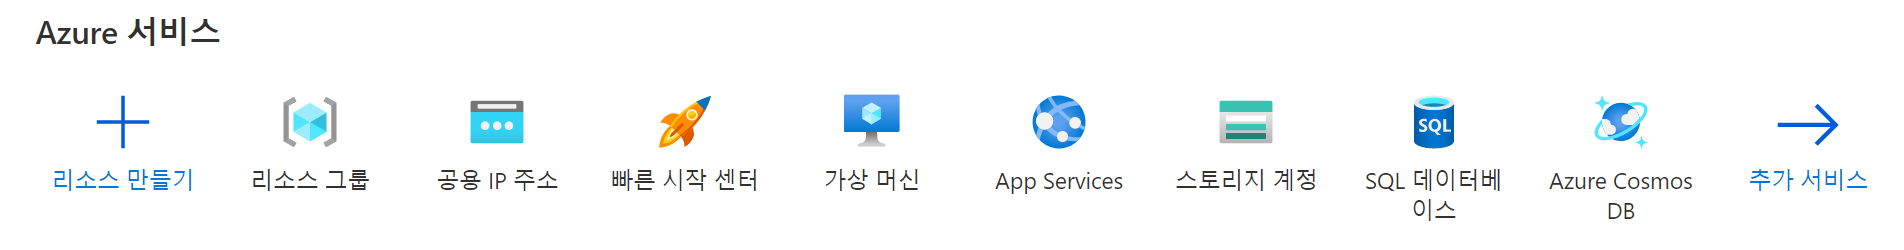 Azure 서비스
리소스 만들기
리소스 그룹
공용 IP 주소
빠른 시작 센터
가상 머신
App Services
스토리지 계정
SQL
SQL 데이터베
이스
Azure Cosmos
DB
추가 서비스